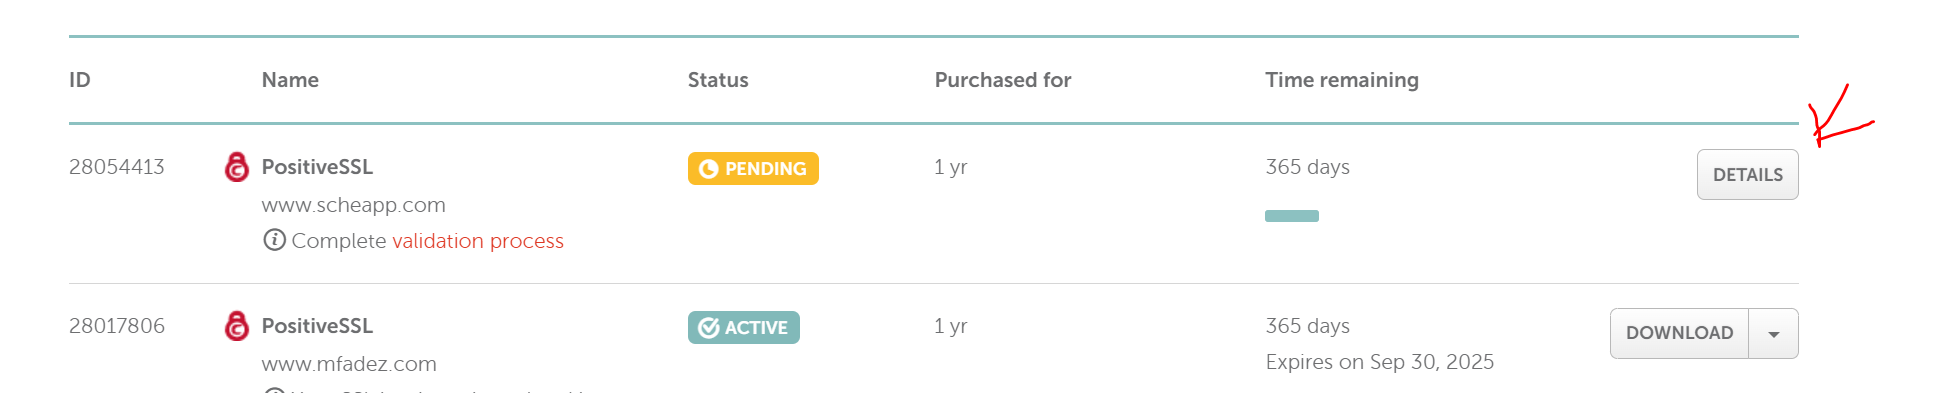 ID Name Status Purchased for Time remaining
28054413 PositiveSSL PENDING 1 yr 365 days DETAILS
www.scheapp.com
Complete validation process
28017806 PositiveSSL ACTIVE 1 yr 365 days DOWNLOAD
www.mfadez.com Expires on Sep 30, 2025